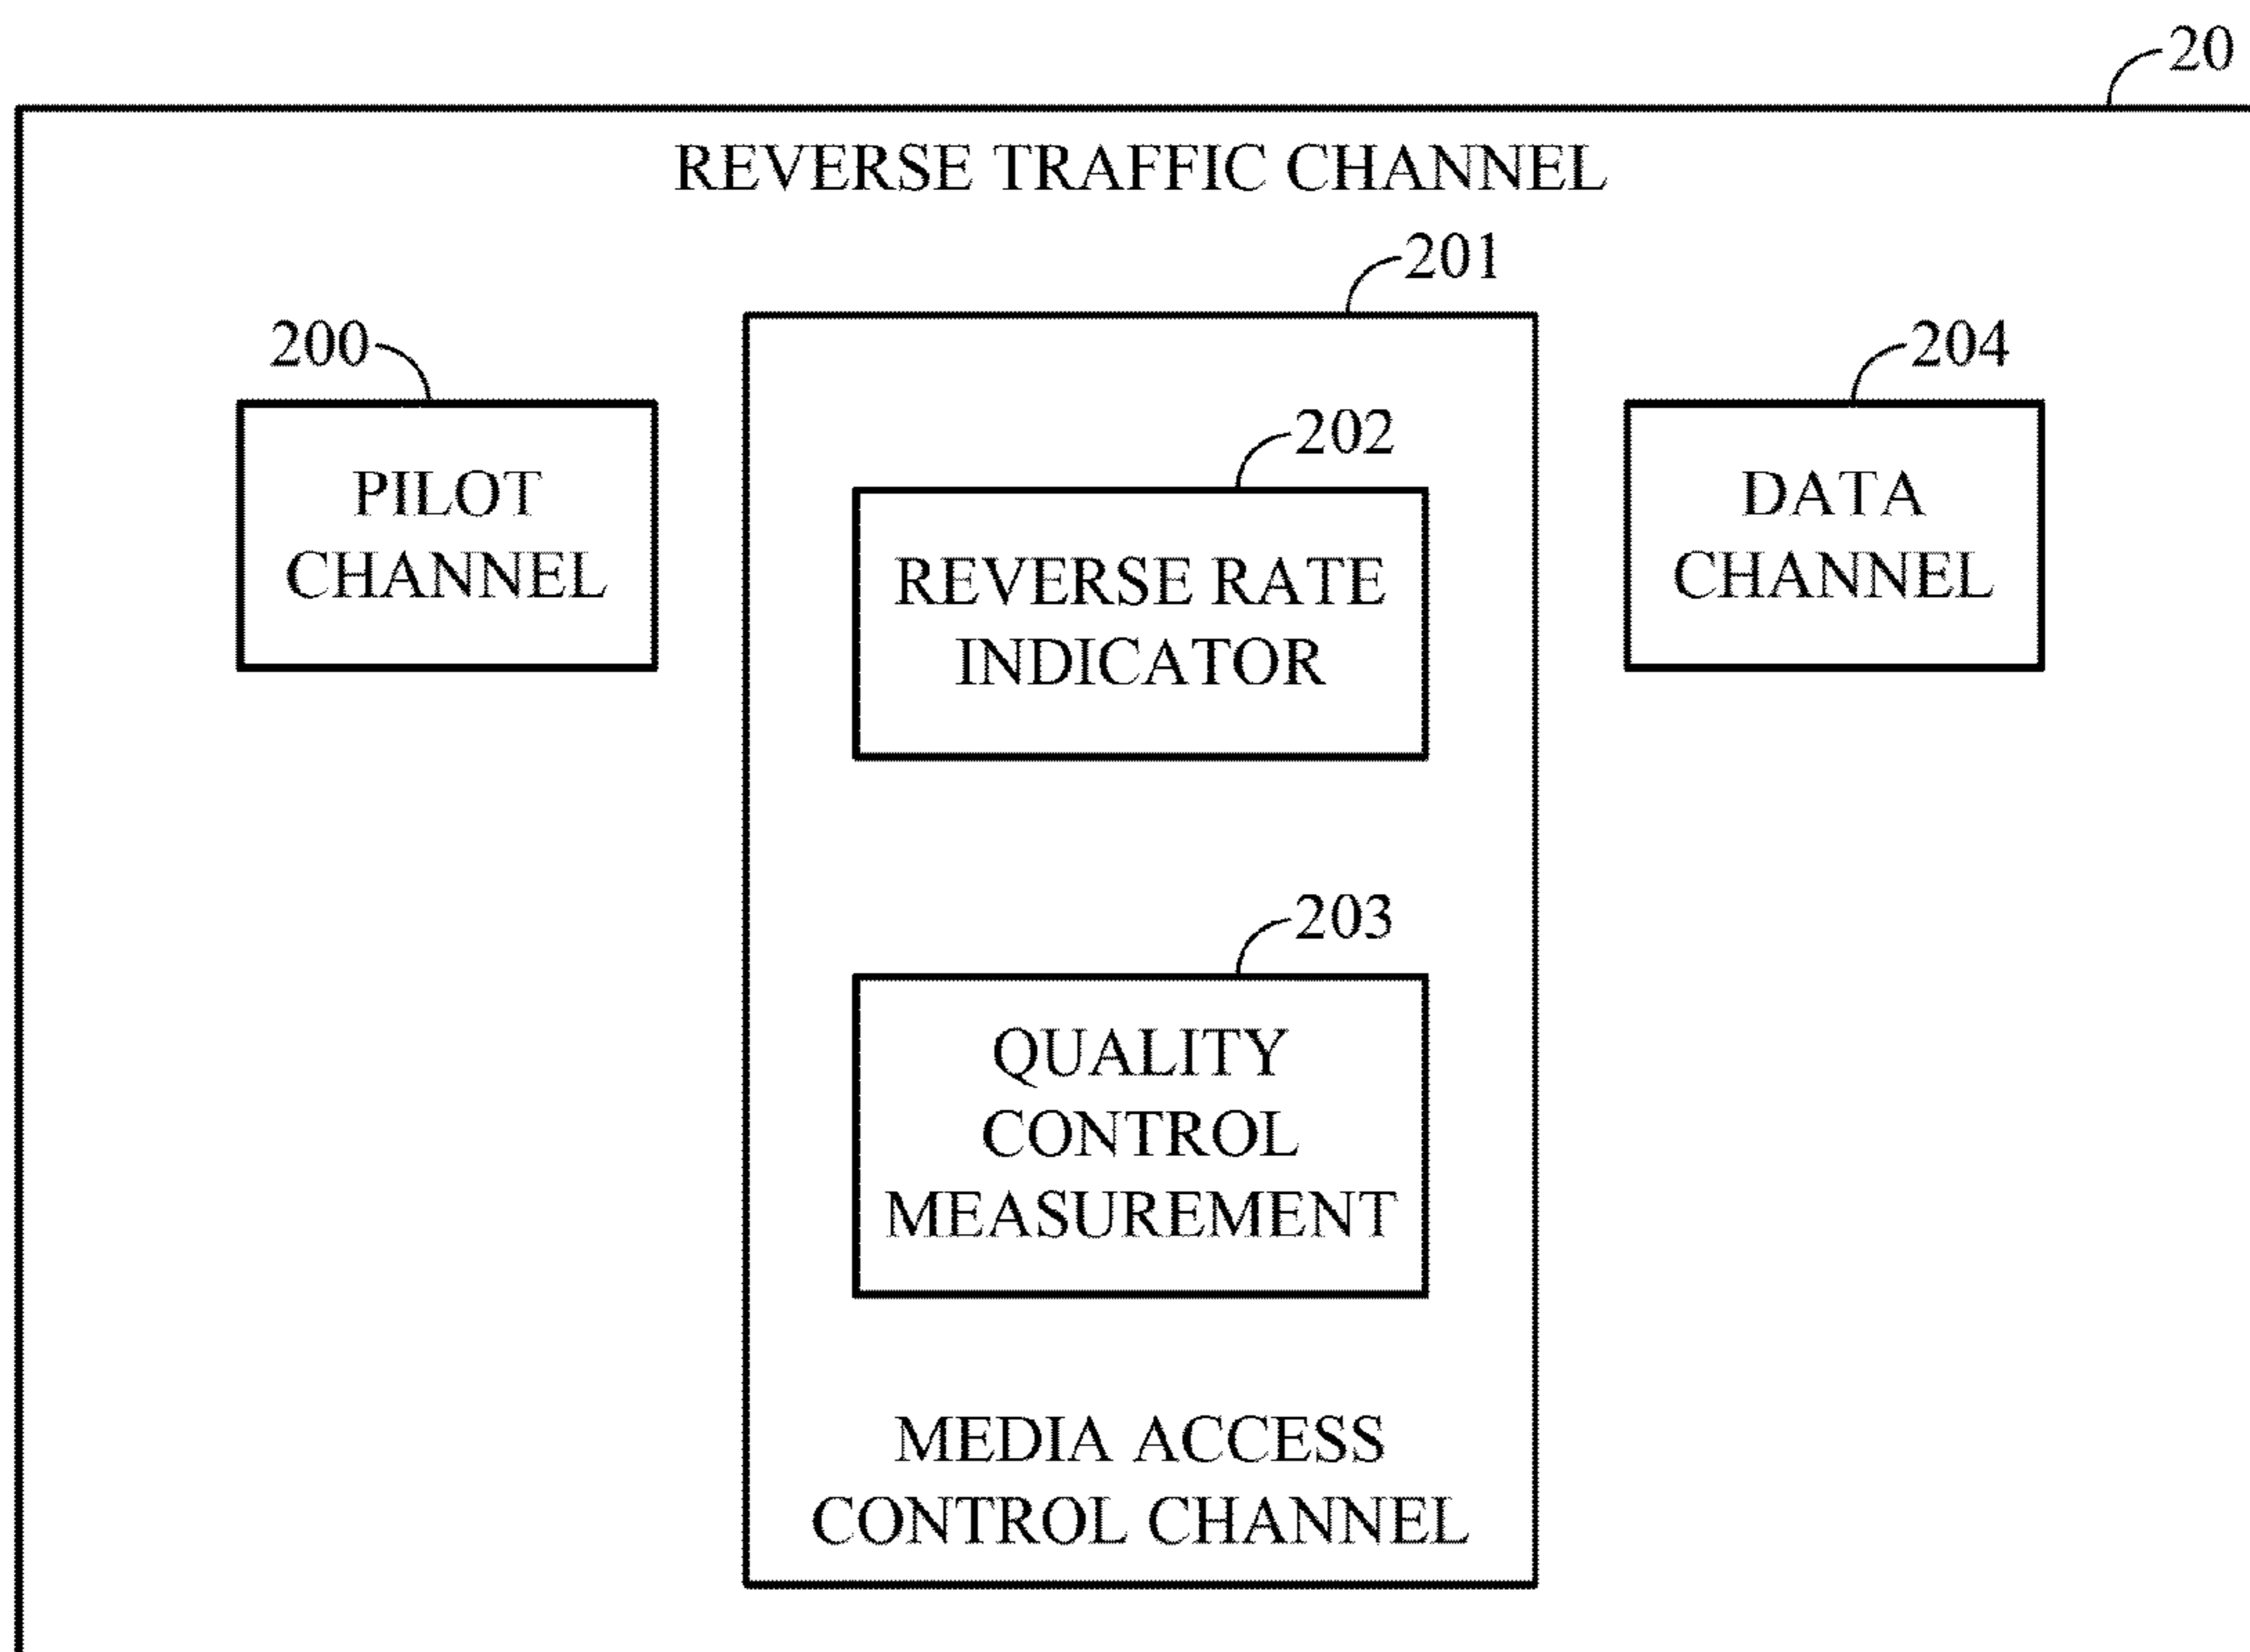 20
REVERSE TRAFFIC CHANNEL
201
200
204
PILOT
CHANNEL
202
REVERSE RATE
INDICATOR
DATA
CHANNEL
203
QUALITY
CONTROL
MEASUREMENT
MEDIA ACCESS
CONTROL CHANNEL